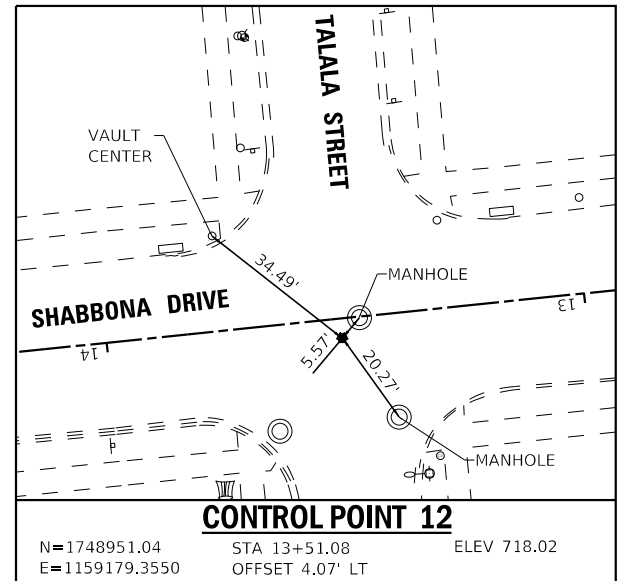 TALALA STREET
VAULT
CENTER
34.49'
MANHOLE
SHABBONA DRIVE
13
14
5.57'
20.27'
MANHOLE
CONTROL POINT 12
N=1748951.04
STA 13+51.08
ELEV 718.02
E=1159179.3550
OFFSET 4.07' LT